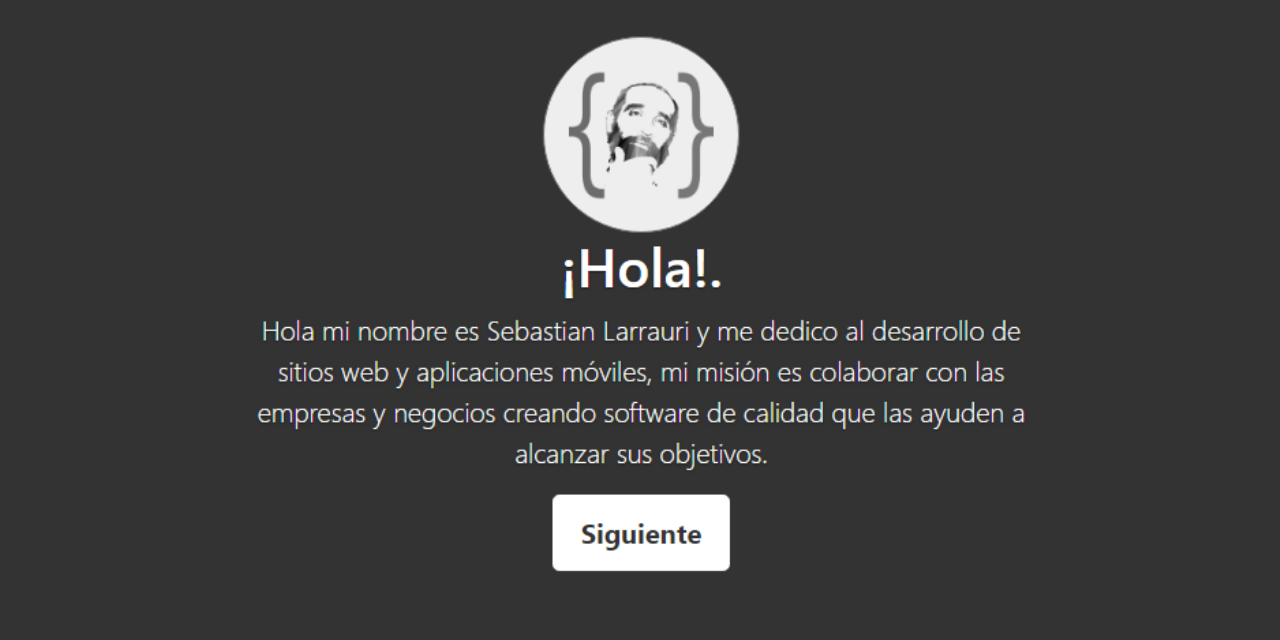 ¡Hola!.
Hola mi nombre es Sebastian Larrauri y me dedico al desarrollo de
sitios web y aplicaciones móviles, mi misión es colaborar con las
empresas y negocios creando software de calidad que las ayuden a
alcanzar sus objetivos.
Siguiente